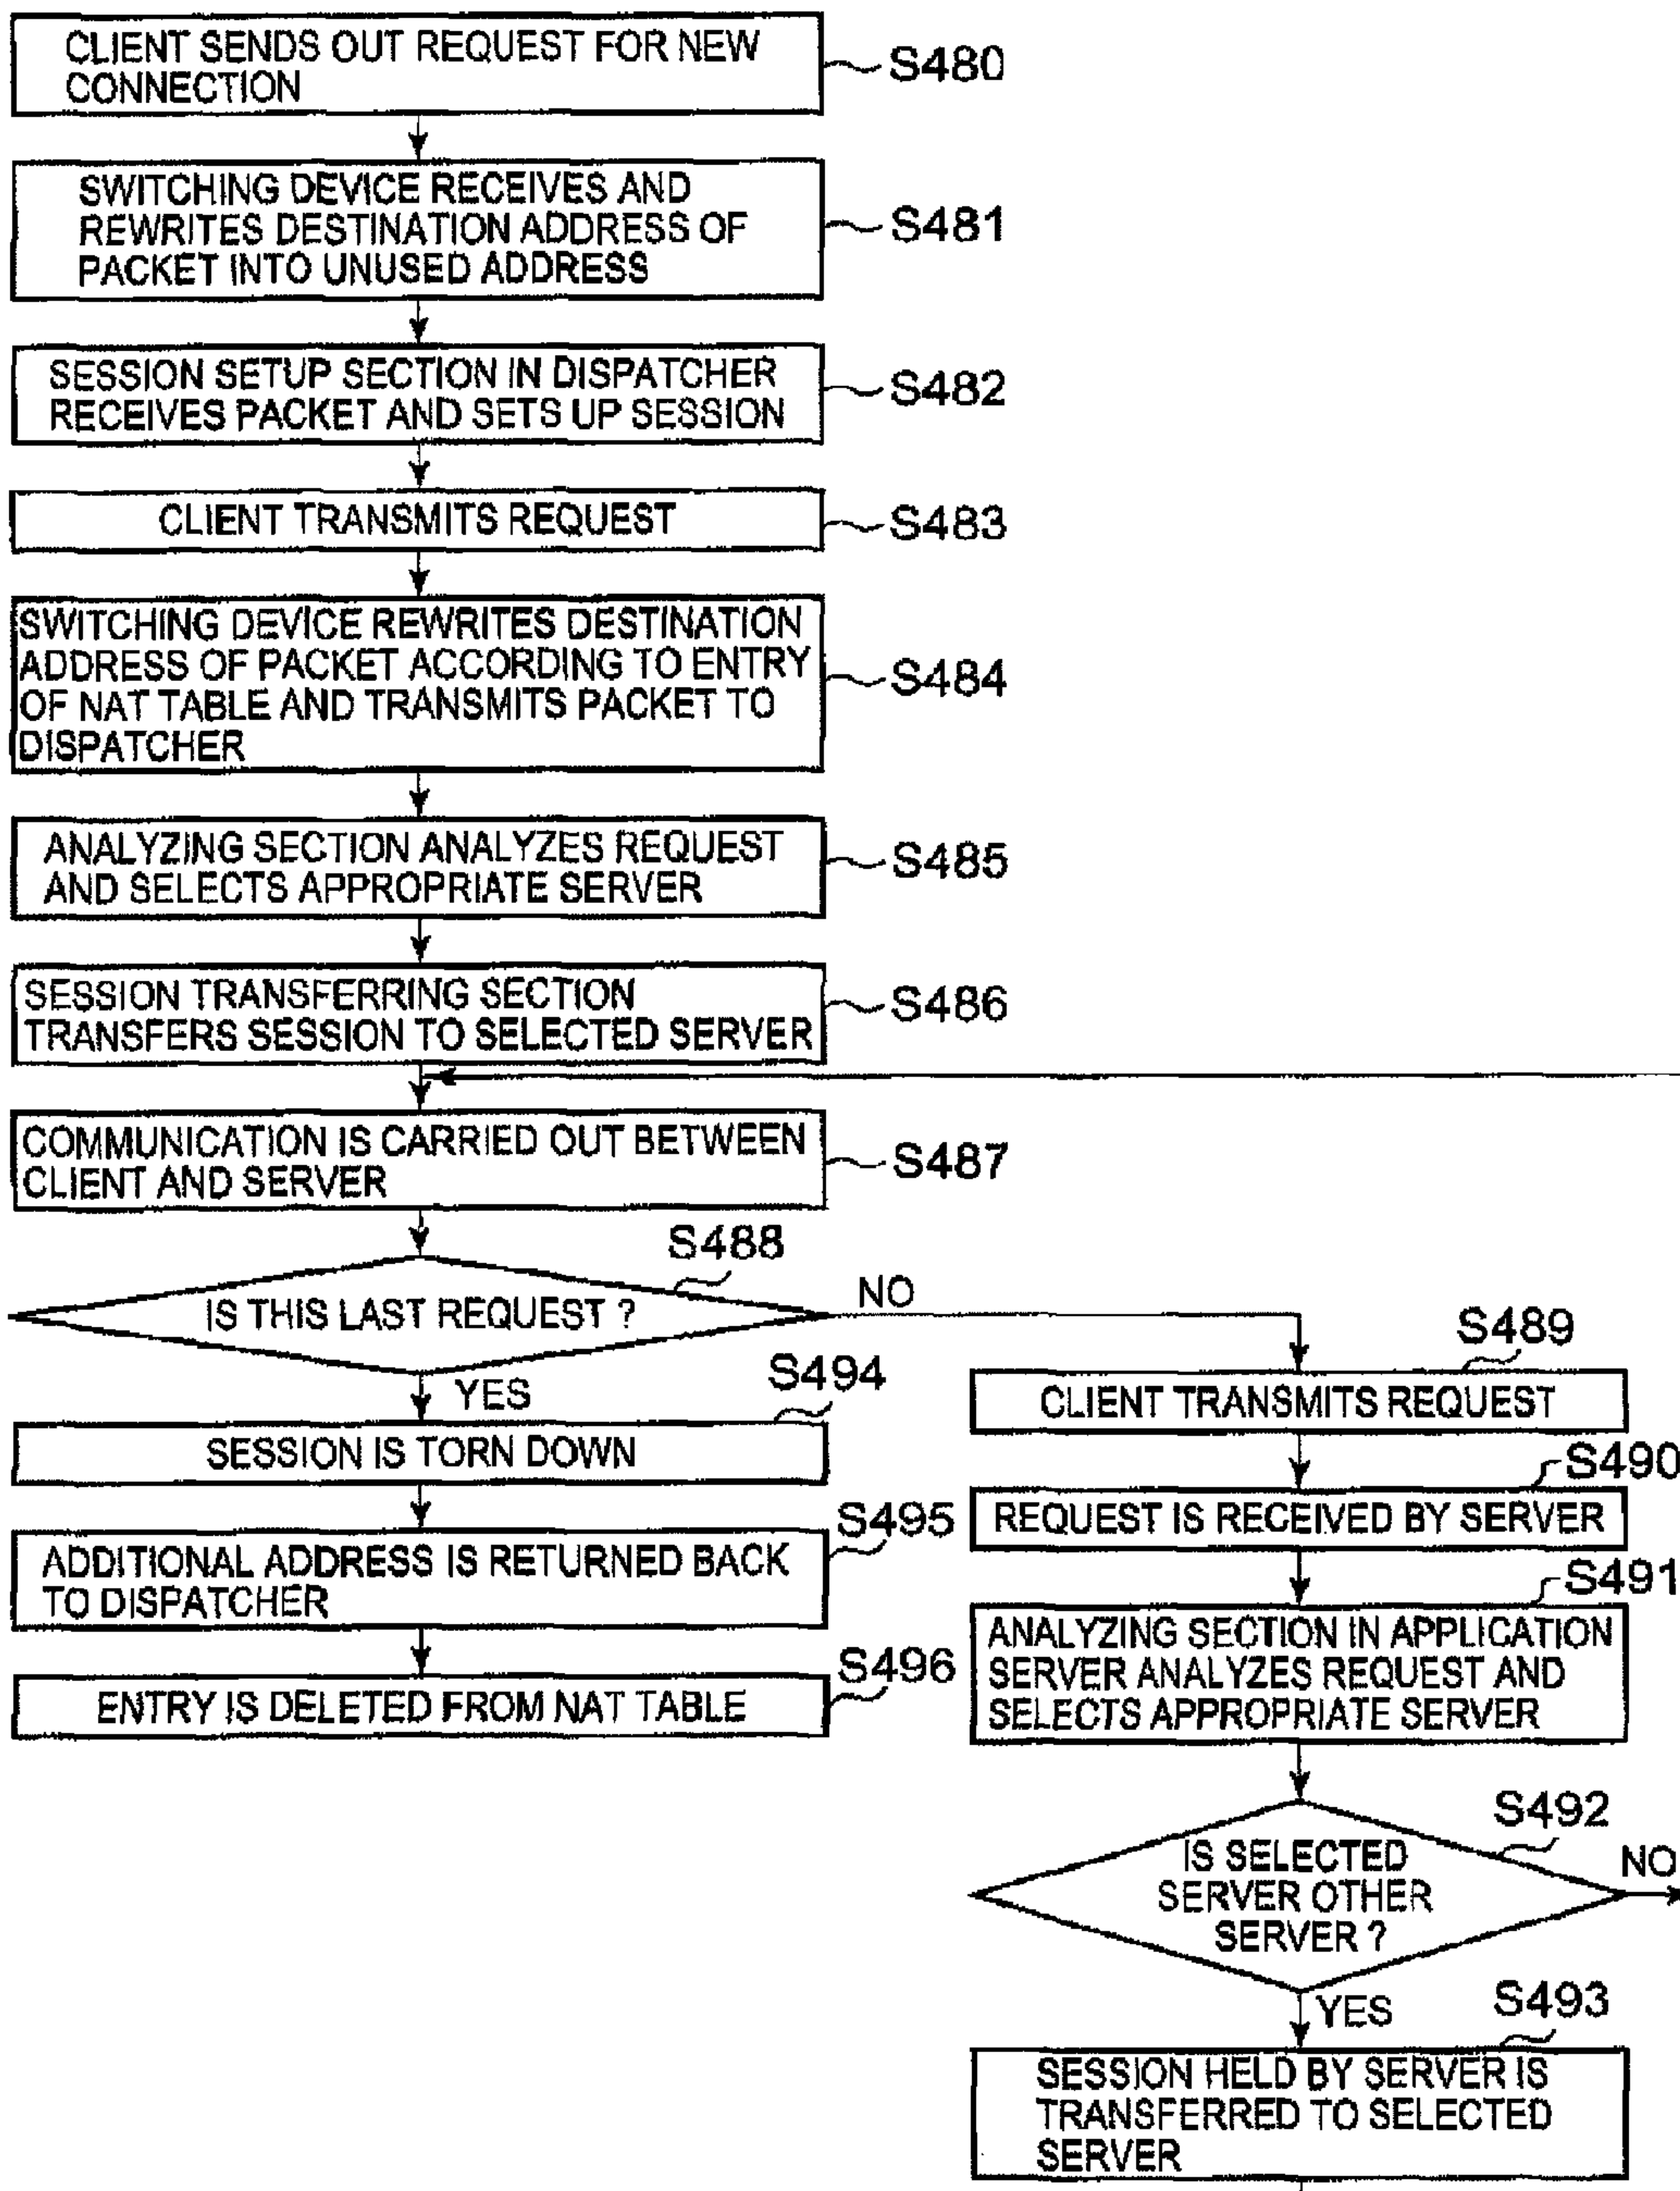 CLIENT SENDS OUT REQUEST FOR NEW
CONNECTION
S480
SWITCHING DEVICE RECEIVES AND
REWRITES DESTINATION ADDRESS OF
PACKET INTO UNUSED ADDRESS
S481
SESSION SETUP SECTION IN DISPATCHER
RECEIVES PACKET AND SETS UP SESSION
S482
CLIENT TRANSMITS REQUEST
S483
SWITCHING DEVICE REWRITES DESTINATION
ADDRESS OF PACKET ACCORDING TO ENTRY
OF NAT TABLE AND TRANSMITS PACKET TO
DISPATCHER
S484
ANALYZING SECTION ANALYZES REQUEST
AND SELECTS APPROPRIATE SERVER
S485
SESSION TRANSFERRING SECTION
TRANSFERS SESSION TO SELECTED SERVER
S486
COMMUNICATION IS CARRIED OUT BETWEEN
CLIENT AND SERVER
S487
S488
IS THIS LAST REQUEST ?
NO
YES
S494
SESSION IS TORN DOWN
S495
ADDITIONAL ADDRESS IS RETURNED BACK
TO DISPATCHER
S496
ENTRY IS DELETED FROM NAT TABLE
S489
CLIENT TRANSMITS REQUEST
S490
REQUEST IS RECEIVED BY SERVER
S491
ANALYZING SECTION IN APPLICATION
SERVER ANALYZES REQUEST AND
SELECTS APPROPRIATE SERVER
S492
IS SELECTED
SERVER OTHER
SERVER ?
NO
YES
S493
SESSION HELD BY SERVER IS
TRANSFERRED TO SELECTED
SERVER